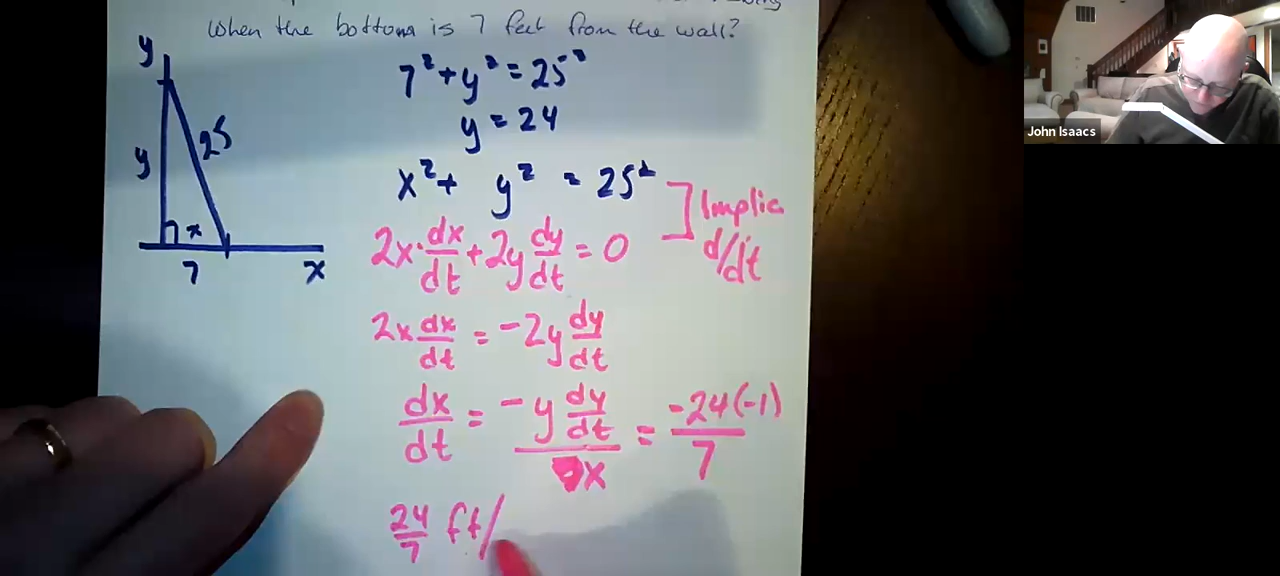 When the bottom is 7 feet from the wall?
y
y
25
x
7
x
7² + y² = 25²
y = 24
x² + y² = 25²
Implic
d/dt
2x · dx/dt + 2y dy/dt = 0
2x dx/dt = -2y dy/dt
dx/dt = -y dy/dt / x = -24(-1) / 7
24/7 ft/
John Isaacs